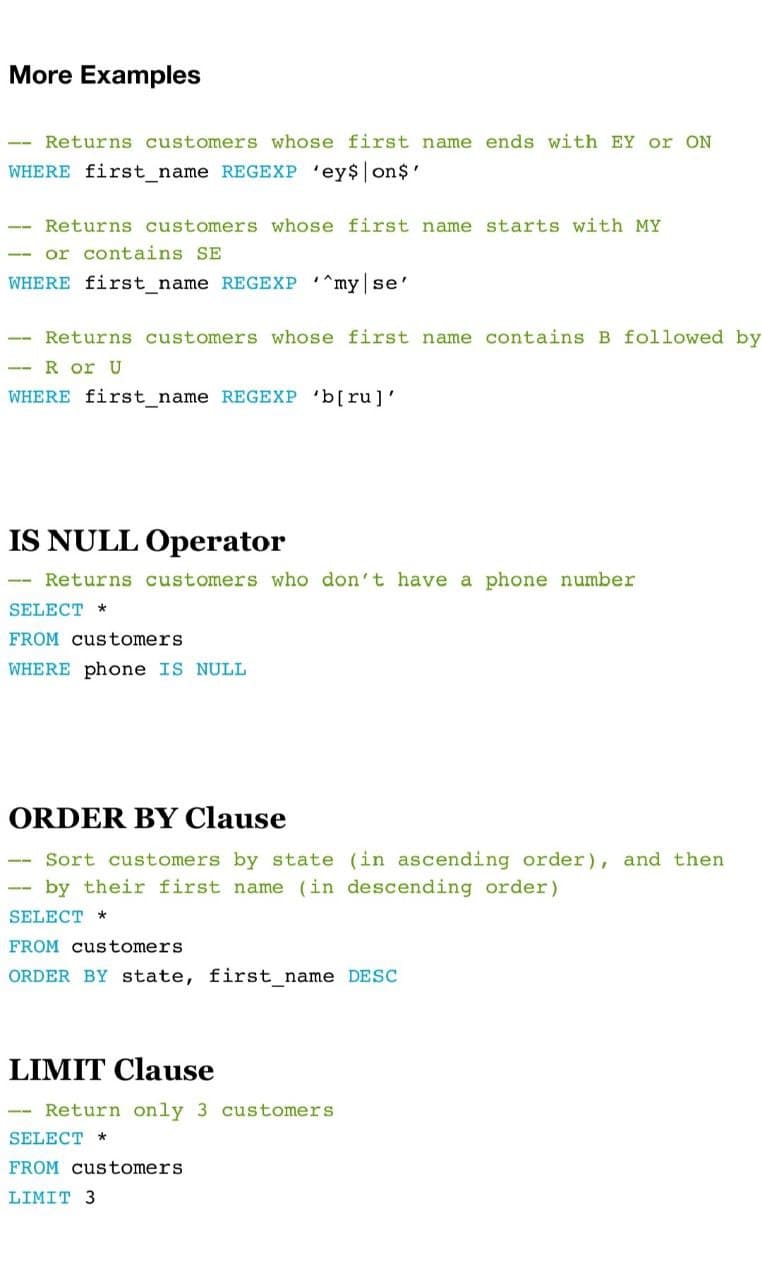 More Examples
–– Returns customers whose first name ends with EY or ON
WHERE first_name REGEXP ‘ey$|on$’
–– Returns customers whose first name starts with MY
–– or contains SE
WHERE first_name REGEXP ‘^my|se’
–– Returns customers whose first name contains B followed by
–– R or U
WHERE first_name REGEXP ‘b[ru]’
IS NULL Operator
–– Returns customers who don’t have a phone number
SELECT *
FROM customers
WHERE phone IS NULL
ORDER BY Clause
–– Sort customers by state (in ascending order), and then
–– by their first name (in descending order)
SELECT *
FROM customers
ORDER BY state, first_name DESC
LIMIT Clause
–– Return only 3 customers
SELECT *
FROM customers
LIMIT 3